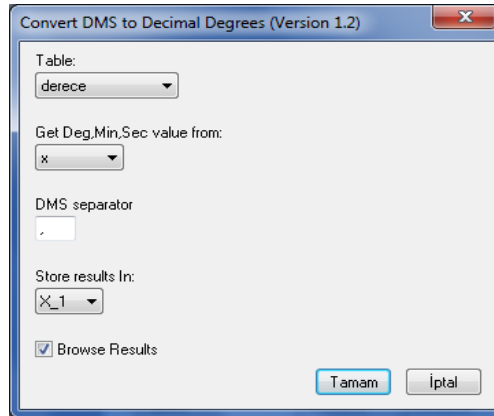 Convert DMS to Decimal Degrees (Version 1.2)
Table:
derece
Get Deg,Min,Sec value from:
x
DMS separator
,
Store results In:
X_1
Browse Results
Tamam İptal